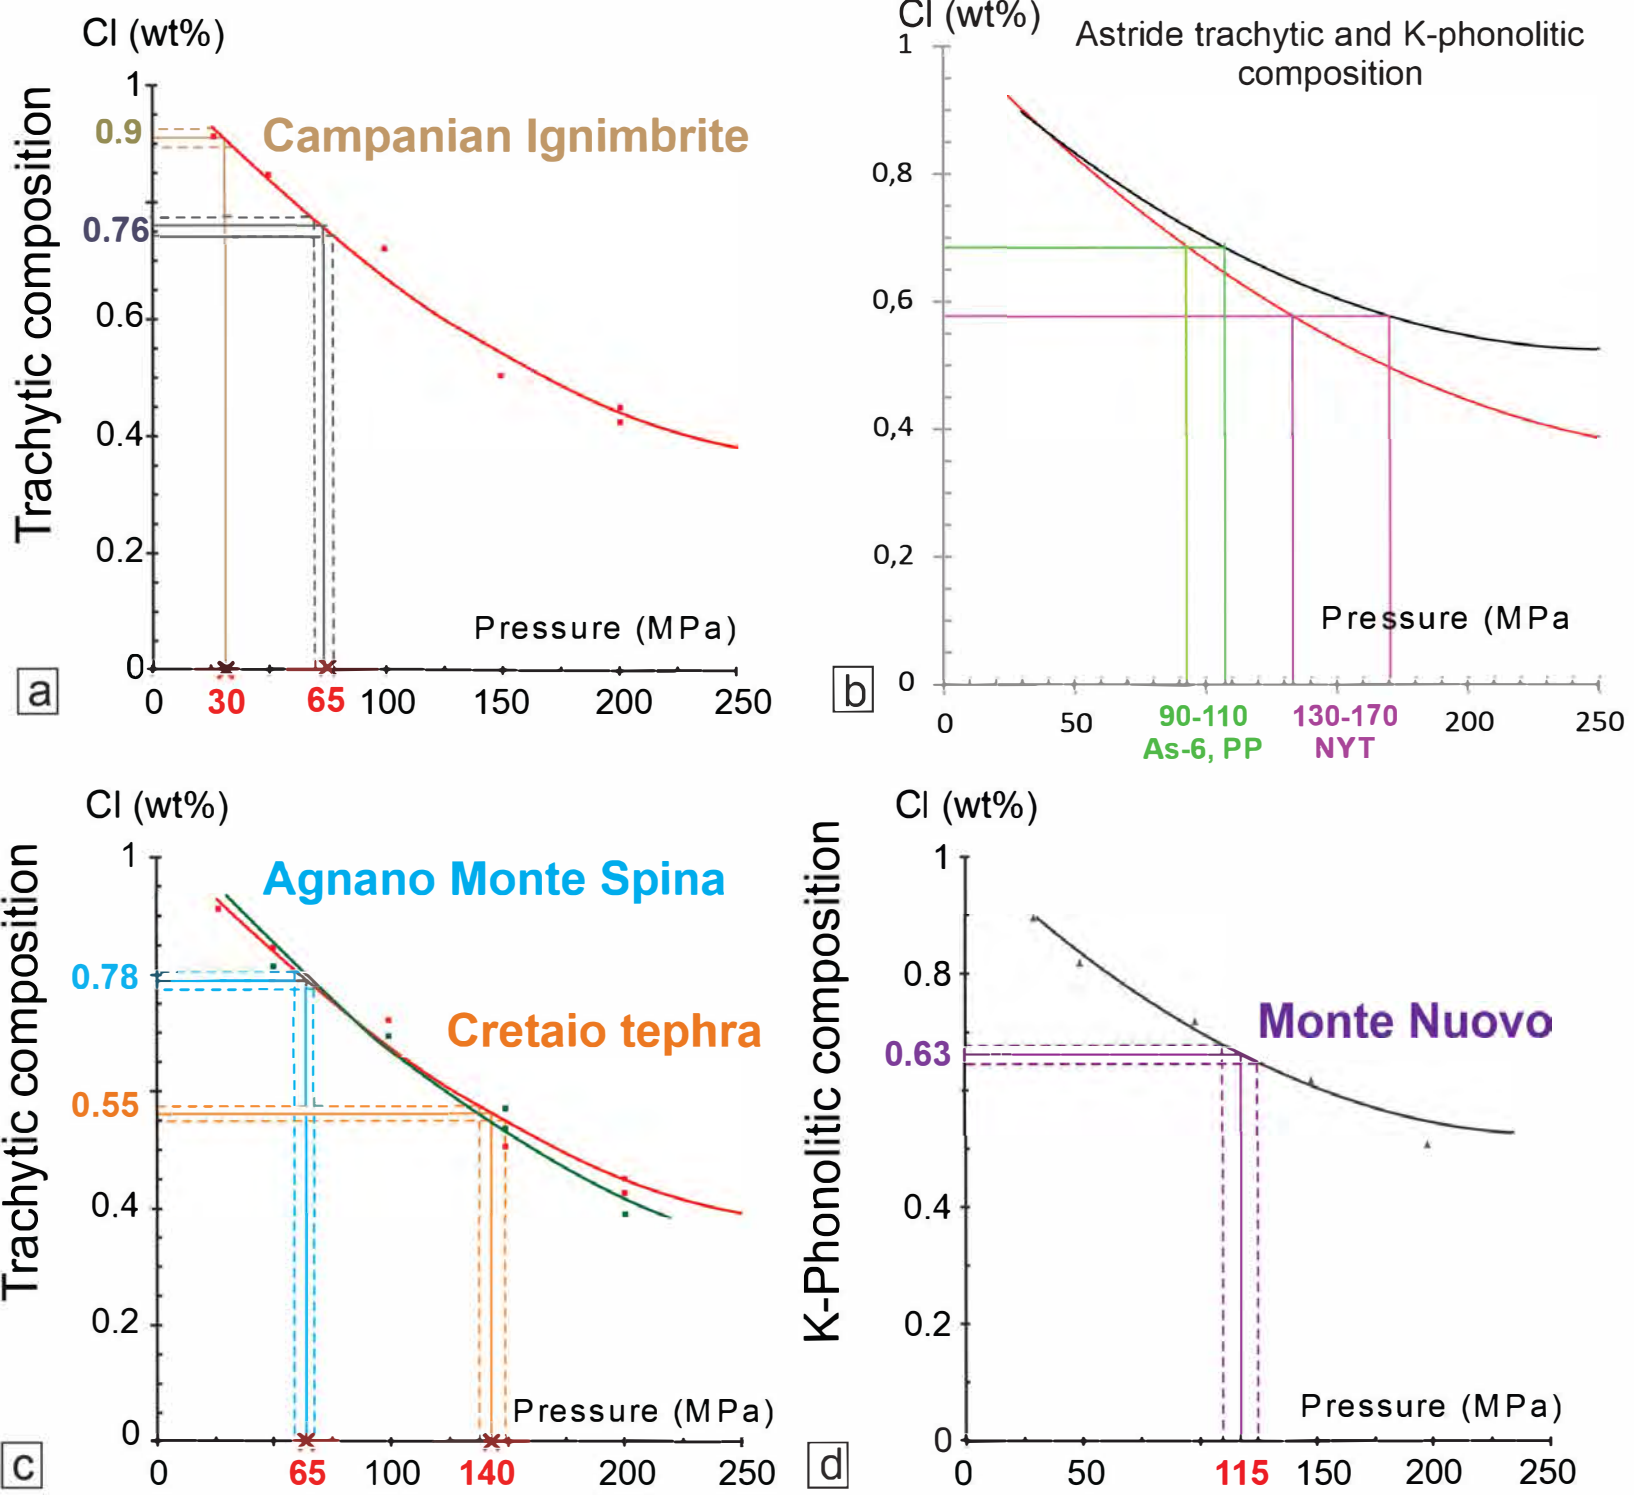 Cl (wt%)
Trachytic composition
Campanian Ignimbrite
1
0.9
0.76
0.6
0.4
0.2
0
Pressure (MPa)
0 30 65 100 150 200 250
a
Cl (wt%)
Astride trachytic and K-phonolitic
composition
1
0,8
0,6
0,4
0,2
0
Pressure (MPa
0 50 90-110 130-170 200 250
As-6, PP NYT
b
Cl (wt%)
Trachytic composition
Agnano Monte Spina
Cretaio tephra
1
0.78
0.55
0.4
0.2
0
Pressure (MPa)
0 65 100 140 200 250
c
Cl (wt%)
K-Phonolitic composition
Monte Nuovo
1
0.8
0.63
0.4
0.2
0
Pressure (MPa)
0 50 115 150 200 250
d